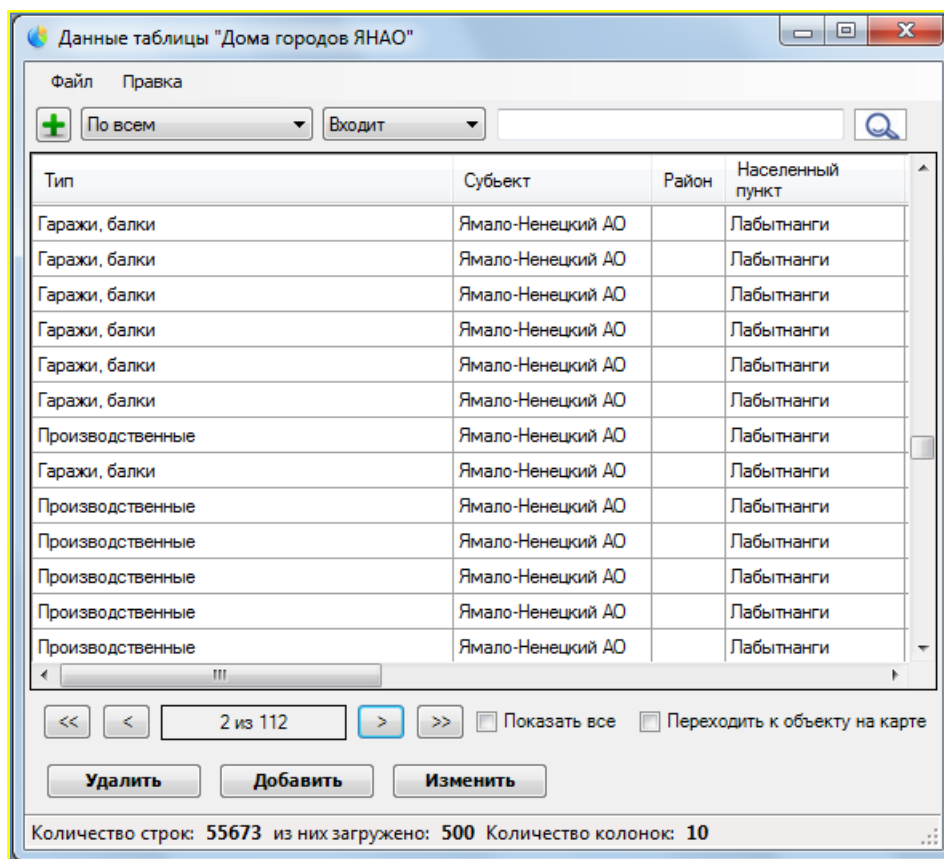 Данные таблицы "Дома городов ЯНАО"
Файл Правка
По всем Входит
Тип Субъект Район Населенный пункт
Гаражи, балки Ямало-Ненецкий АО Лабытнанги
Гаражи, балки Ямало-Ненецкий АО Лабытнанги
Гаражи, балки Ямало-Ненецкий АО Лабытнанги
Гаражи, балки Ямало-Ненецкий АО Лабытнанги
Гаражи, балки Ямало-Ненецкий АО Лабытнанги
Гаражи, балки Ямало-Ненецкий АО Лабытнанги
Производственные Ямало-Ненецкий АО Лабытнанги
Гаражи, балки Ямало-Ненецкий АО Лабытнанги
Производственные Ямало-Ненецкий АО Лабытнанги
Производственные Ямало-Ненецкий АО Лабытнанги
Производственные Ямало-Ненецкий АО Лабытнанги
Производственные Ямало-Ненецкий АО Лабытнанги
Производственные Ямало-Ненецкий АО Лабытнанги
<< < 2 из 112 > >> Показать все Переходить к объекту на карте
Удалить Добавить Изменить
Количество строк: 55673 из них загружено: 500 Количество колонок: 10